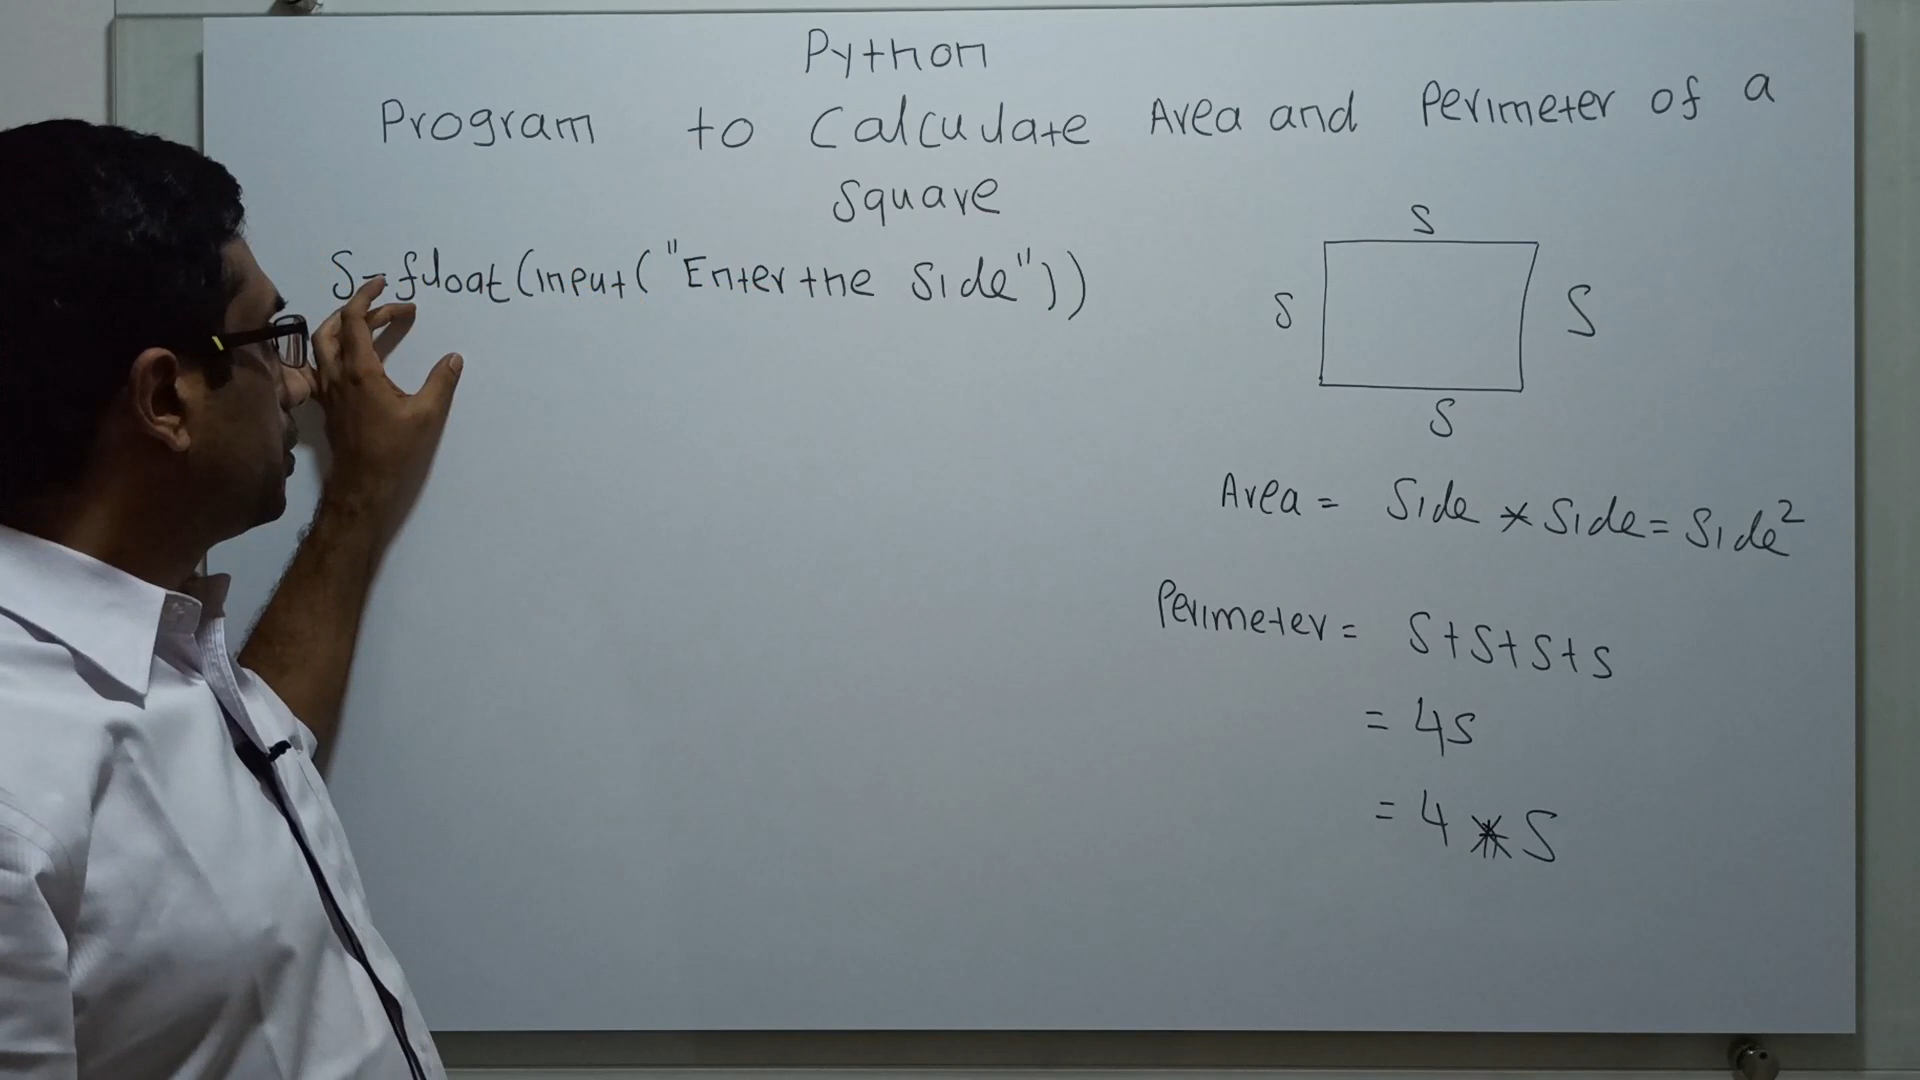 Python
Program to Calculate Area and Perimeter of a
Square
S=float(input("Enter the Side"))
S
S
S
S
Area = Side * Side = Side²
Perimeter = S+S+S+S
= 4S
= 4 * S